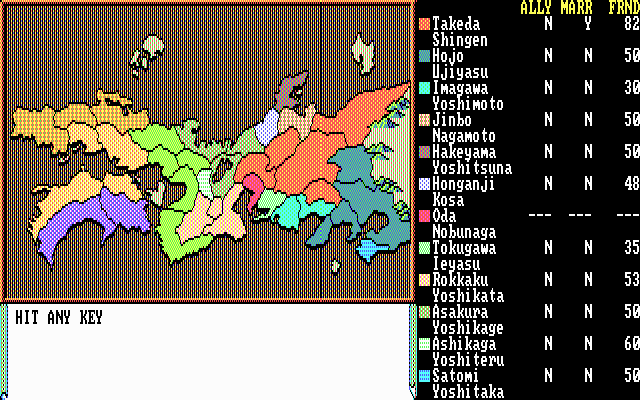 ALLY MARR FRND
Takeda N Y 82
Shingen
Hojo N N 50
Ujiyasu
Imagawa N N 30
Yoshimoto
Jinbo N N 50
Nagamoto
Hakeyama N N 50
Yoshitsuna
Honganji N N 48
Kosa
Oda --- --- ---
Nobunaga
Tokugawa N N 35
Ieyasu
Rokkaku N N 53
Yoshikata
Asakura N N 50
Yoshikage
Ashikaga N N 60
Yoshiteru
Satomi N N 50
Yoshitaka
HIT ANY KEY